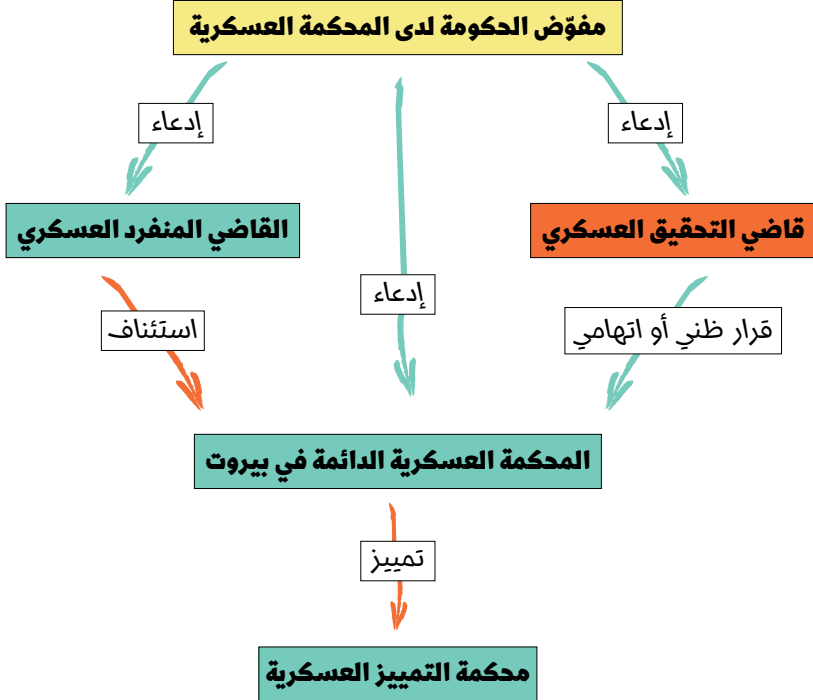 مفوّض الحكومة لدى المحكمة العسكرية
إدعاء
إدعاء
قاضي التحقيق العسكري
القاضي المنفرد العسكري
إدعاء
قرار ظني أو اتهامي
استئناف
المحكمة العسكرية الدائمة في بيروت
تمييز
محكمة التمييز العسكرية